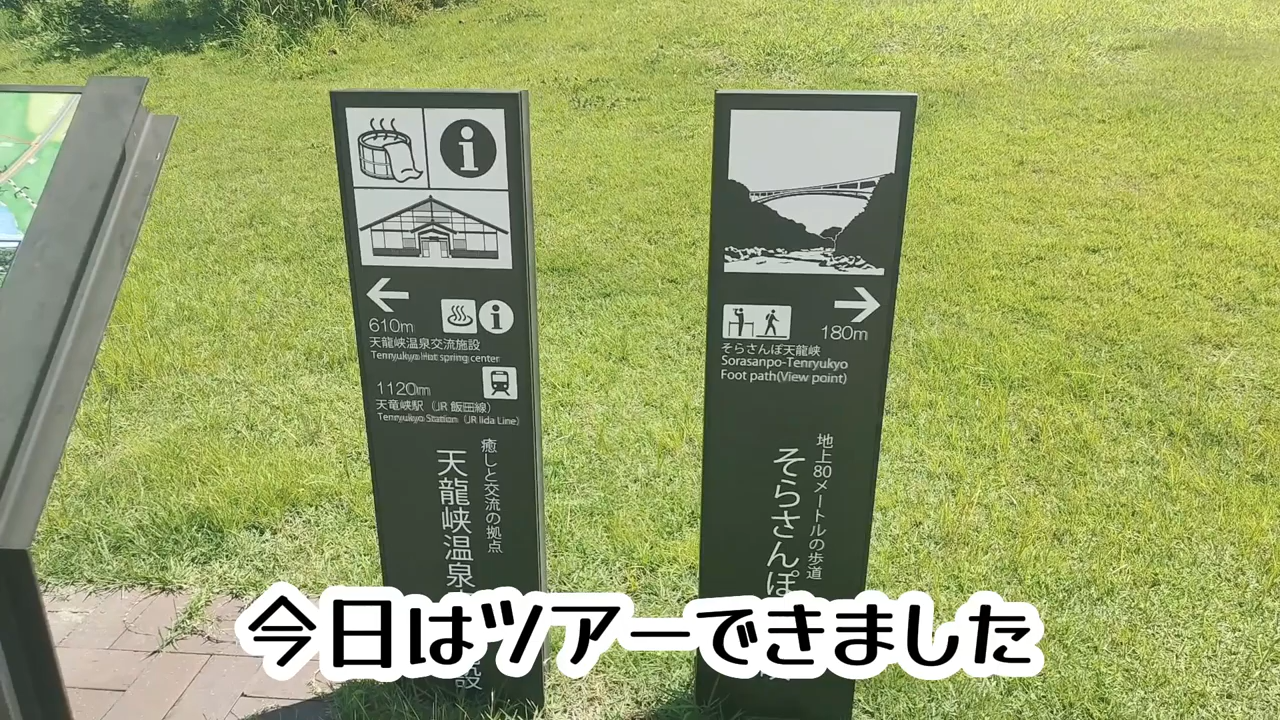 610m
天龍峡温泉交流施設
Tenryukyo Hot spring center
1120m
天竜峡駅（JR 飯田線）
Tenryukyo Station（JR Iida Line）
癒しと交流の拠点
天龍峡温泉
施設
180m
そらさんぽ天龍峡
Sorasanpo-Tenryukyo
Foot path(View point)
地上80メートルの歩道
そらさんぽ
今日はツアーできました